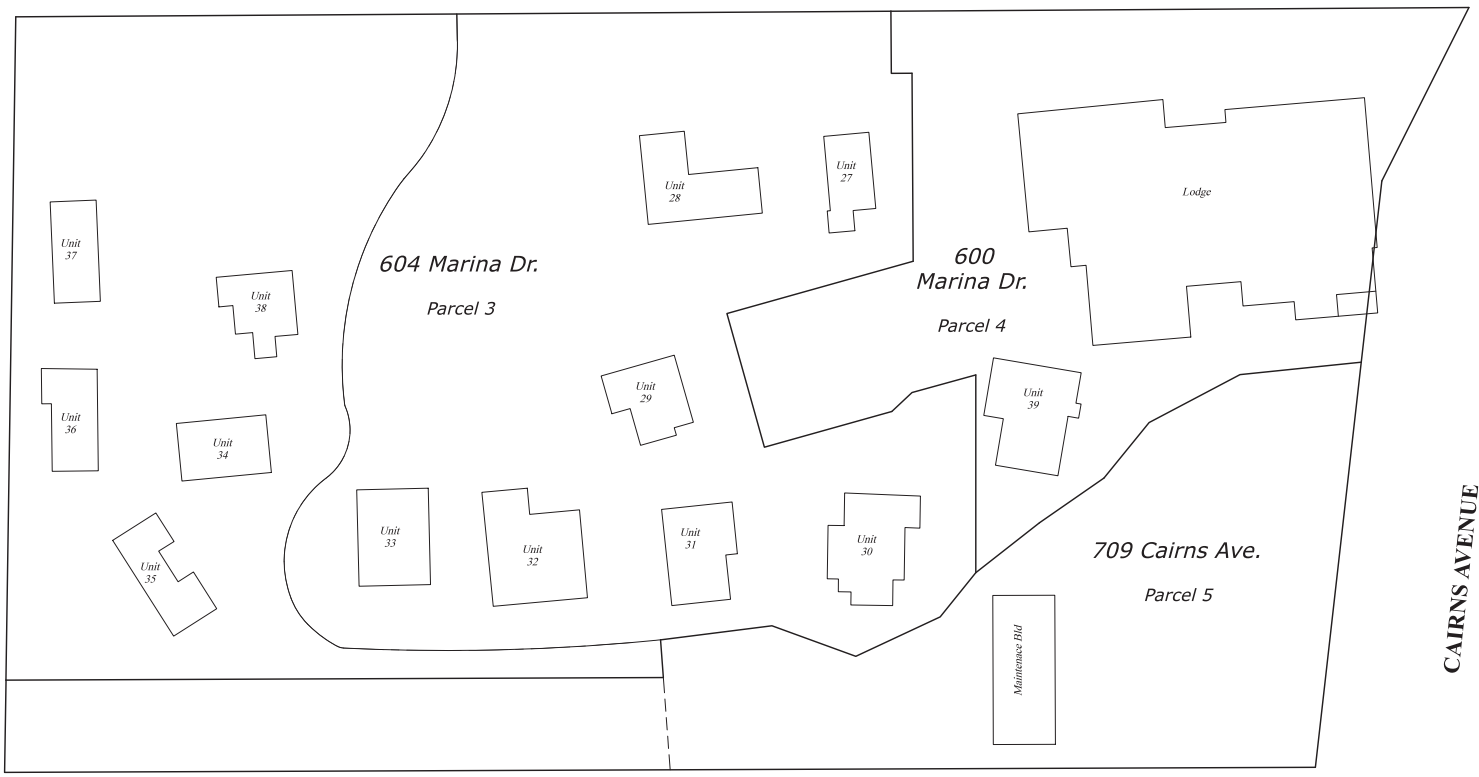 Unit
28
Unit
27
Lodge
Unit
37
604 Marina Dr.
Parcel 3
600
Marina Dr.
Parcel 4
Unit
38
Unit
29
Unit
39
Unit
36
Unit
34
Unit
33
Unit
32
Unit
31
Unit
30
Unit
35
709 Cairns Ave.
Parcel 5
Maintenace Bld
CAIRNS AVENUE